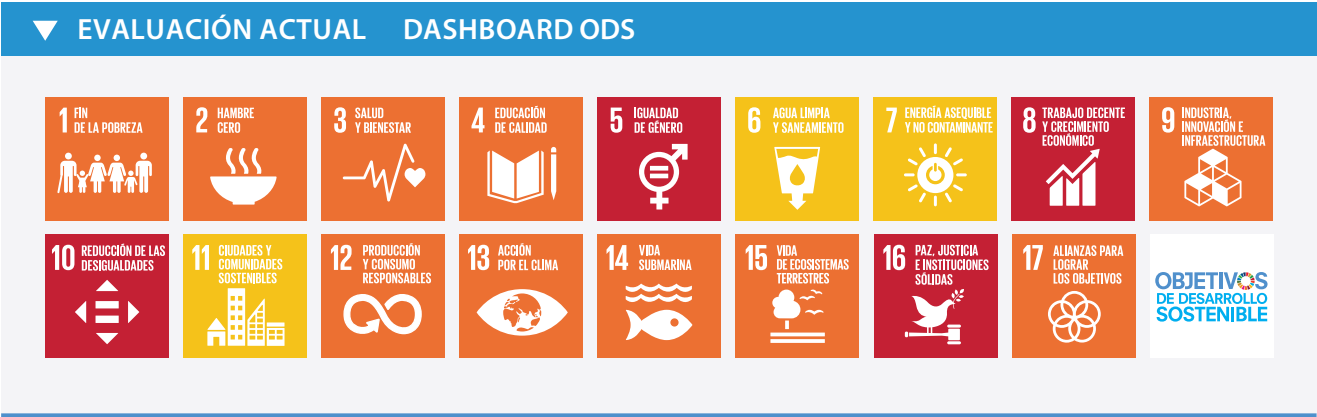 EVALUACIÓN ACTUAL DASHBOARD ODS
1 FIN
DE LA POBREZA
2 HAMBRE
CERO
3 SALUD
Y BIENESTAR
4 EDUCACIÓN
DE CALIDAD
5 IGUALDAD
DE GÉNERO
6 AGUA LIMPIA
Y SANEAMIENTO
7 ENERGÍA ASEQUIBLE
Y NO CONTAMINANTE
8 TRABAJO DECENTE
Y CRECIMIENTO
ECONÓMICO
9 INDUSTRIA,
INNOVACIÓN E
INFRAESTRUCTURA
10 REDUCCIÓN DE LAS
DESIGUALDADES
11 CIUDADES Y
COMUNIDADES
SOSTENIBLES
12 PRODUCCIÓN
Y CONSUMO
RESPONSABLES
13 ACCIÓN
POR EL CLIMA
14 VIDA
SUBMARINA
15 VIDA
DE ECOSISTEMAS
TERRESTRES
16 PAZ, JUSTICIA
E INSTITUCIONES
SÓLIDAS
17 ALIANZAS PARA
LOGRAR
LOS OBJETIVOS
OBJETIVOS
DE DESARROLLO
SOSTENIBLE